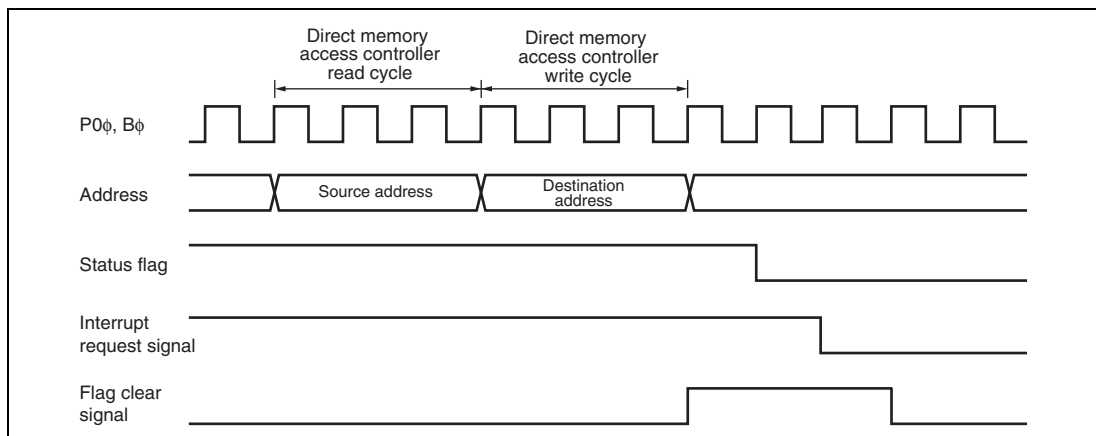 Direct memory
access controller
read cycle
Direct memory
access controller
write cycle
P0ϕ, Bϕ
Address
Source address
Destination
address
Status flag
Interrupt
request signal
Flag clear
signal